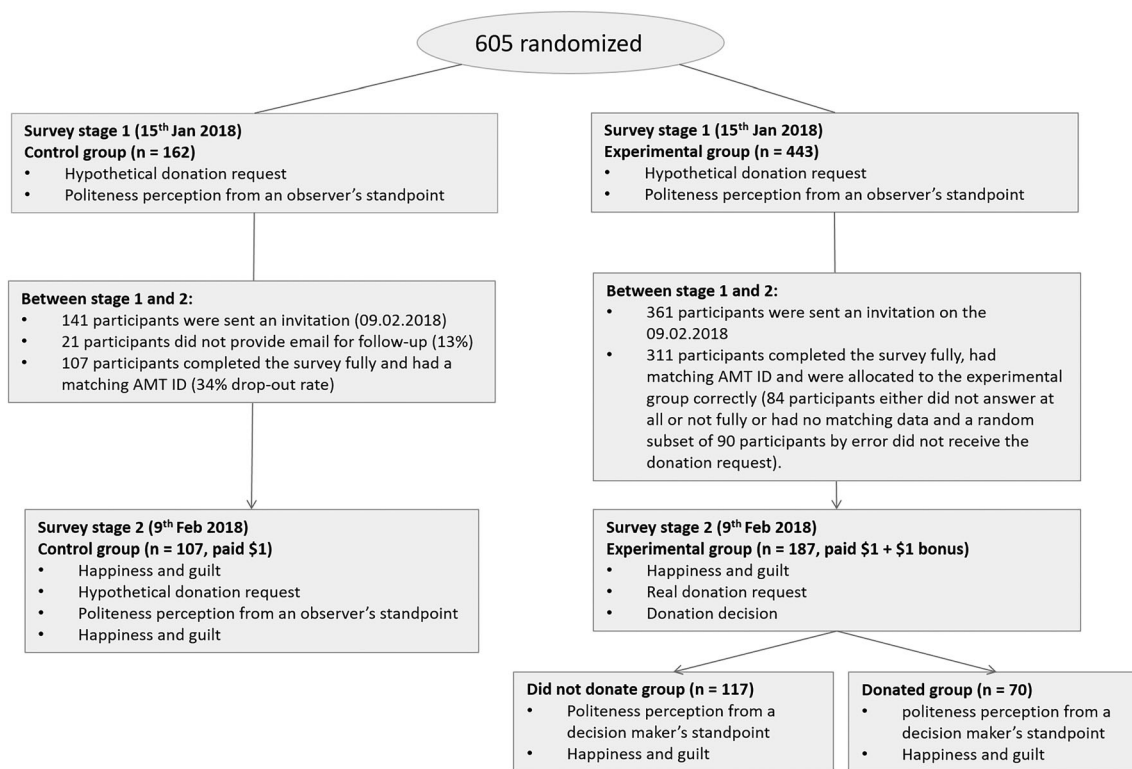 605 randomized
Survey stage 1 (15th Jan 2018)
Control group (n = 162)
• Hypothetical donation request
• Politeness perception from an observer’s standpoint
Survey stage 1 (15th Jan 2018)
Experimental group (n = 443)
• Hypothetical donation request
• Politeness perception from an observer’s standpoint
Between stage 1 and 2:
• 141 participants were sent an invitation (09.02.2018)
• 21 participants did not provide email for follow-up (13%)
• 107 participants completed the survey fully and had a
matching AMT ID (34% drop-out rate)
Between stage 1 and 2:
• 361 participants were sent an invitation on the
09.02.2018
• 311 participants completed the survey fully, had
matching AMT ID and were allocated to the experimental
group correctly (84 participants either did not answer at
all or not fully or had no matching data and a random
subset of 90 participants by error did not receive the
donation request).
Survey stage 2 (9th Feb 2018)
Control group (n = 107, paid $1)
• Happiness and guilt
• Hypothetical donation request
• Politeness perception from an observer’s standpoint
• Happiness and guilt
Survey stage 2 (9th Feb 2018)
Experimental group (n = 187, paid $1 + $1 bonus)
• Happiness and guilt
• Real donation request
• Donation decision
Did not donate group (n = 117)
• Politeness perception from a
decision maker’s standpoint
• Happiness and guilt
Donated group (n = 70)
• politeness perception from a
decision maker’s standpoint
• Happiness and guilt